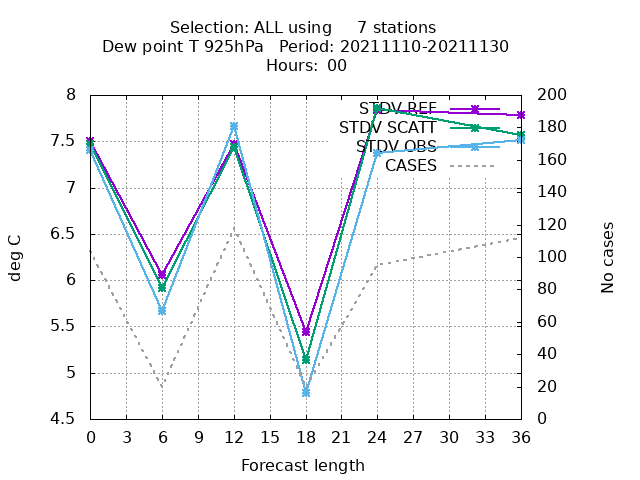 Selection: ALL using     7 stations
Dew point T 925hPa   Period: 20211110-20211130
Hours:  00
STDV REF
STDV SCATT
STDV OBS
CASES
8
7.5
7
6.5
6
5.5
5
4.5
deg C
200
180
160
140
120
100
80
60
40
20
0
No cases
0 3 6 9 12 15 18 21 24 27 30 33 36
Forecast length